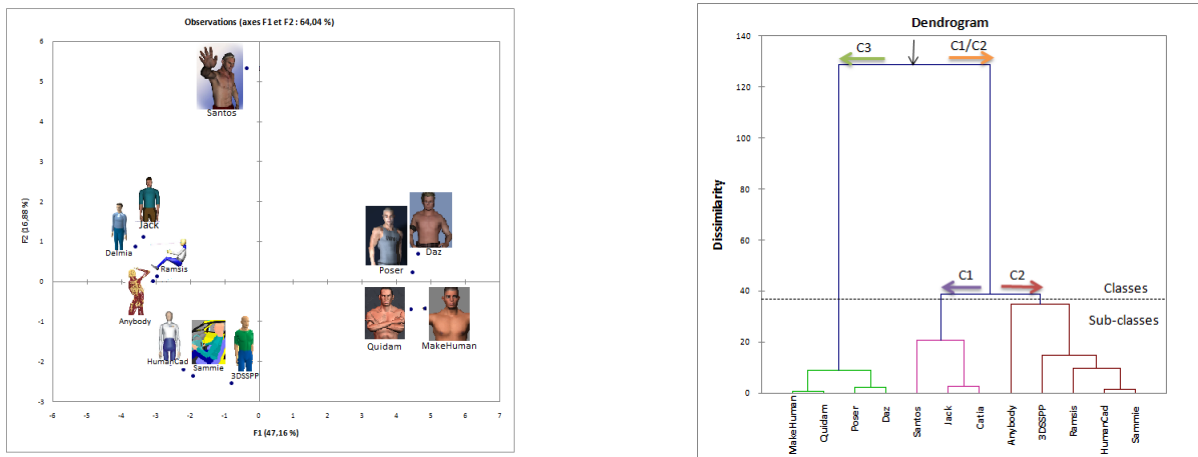 Observations (axes F1 et F2 : 64,04 %)
6
5
4
3
2
1
0
-1
-2
-3
F2 (16,88 %)
Santos
Jack
Delmia
Ramsis
Anybody
HumanCad
Sammie
3DSSPP
Poser
Daz
Quidam
MakeHuman
-6 -5 -4 -3 -2 -1 0 1 2 3 4 5 6 7
F1 (47,16 %)
Dendrogram
140
120
100
80
60
40
20
0
Dissimilarity
C3 C1/C2
C1 C2
Classes
Sub-classes
MakeHuman
Quidam
Poser
Daz
Santos
Jack
Catia
Anybody
3DSSPP
Ramsis
HumanCad
Sammie